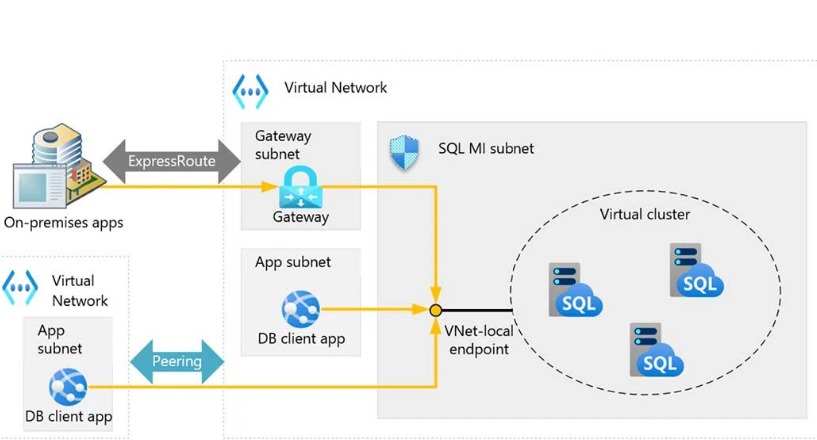 Virtual Network
Gateway
subnet
SQL MI subnet
ExpressRoute
Gateway
On-premises apps
Virtual cluster
App subnet
SQL
SQL
SQL
DB client app
VNet-local
endpoint
Virtual
Network
App
subnet
Peering
DB client app